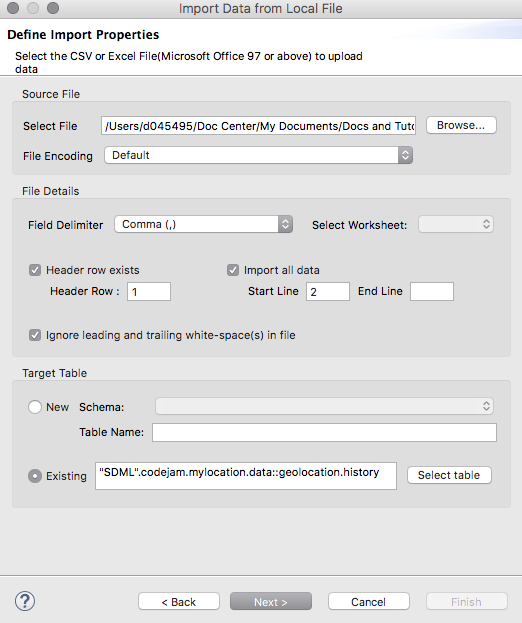 Import Data from Local File
Define Import Properties
Select the CSV or Excel File(Microsoft Office 97 or above) to upload
data
Source File
Select File /Users/d045495/Doc Center/My Documents/Docs and Tuto Browse...
File Encoding Default
File Details
Field Delimiter Comma (,) Select Worksheet:
Header row exists Import all data
Header Row : 1 Start Line 2 End Line
Ignore leading and trailing white-space(s) in file
Target Table
New Schema:
Table Name:
Existing "SDML".codejam.mylocation.data::geolocation.history Select table
? < Back Next > Cancel Finish